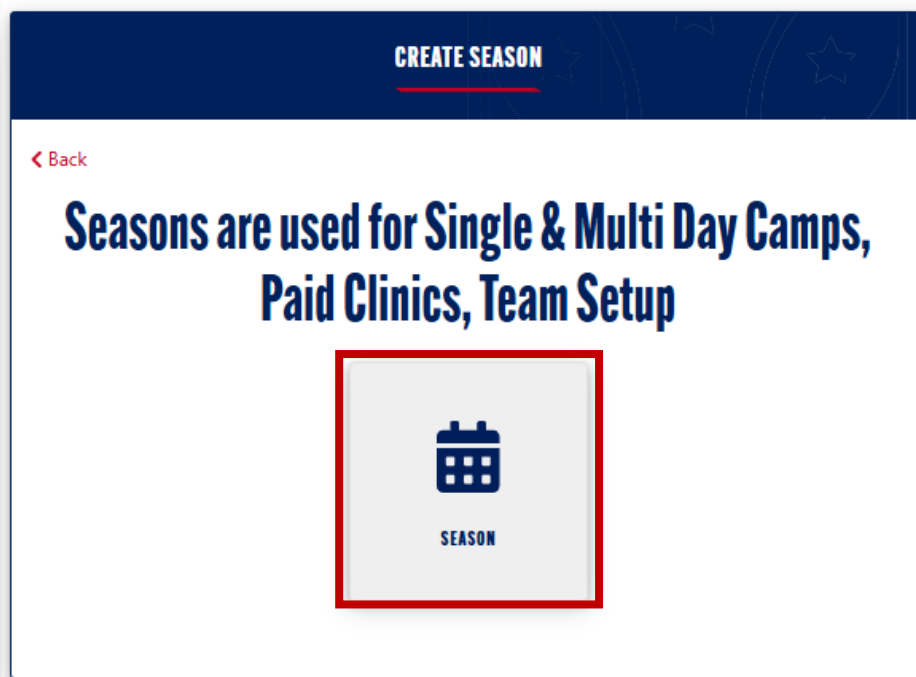 CREATE SEASON
Back
Seasons are used for Single & Multi Day Camps,
Paid Clinics, Team Setup
SEASON